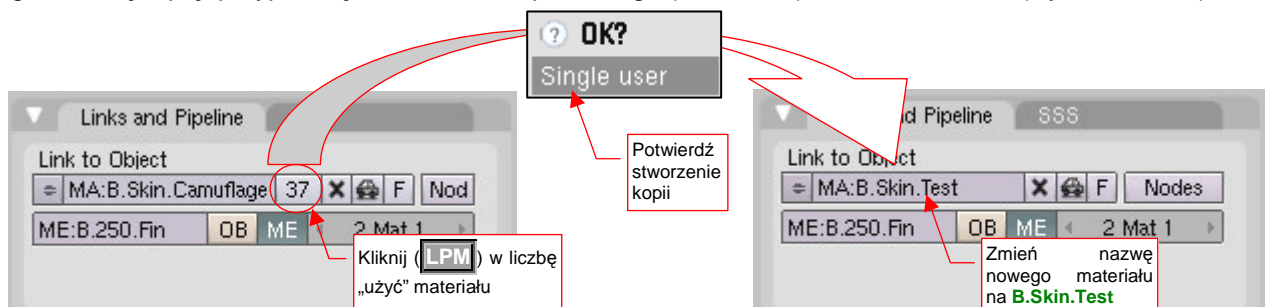 OK?
Single user
Links and Pipeline
Link to Object
MA:B.Skin.Camuflage 37 F Nod
ME:B.250.Fin OB ME 2 Mat 1
Kliknij (LPM) w liczbę
„użyć” materiału
Potwierdź
stworzenie
kopii
d Pipeline SSS
Link to Object
MA:B.Skin.Test F Nodes
ME:B.250.Fin OB ME 2 Mat 1
Zmień nazwę
nowego materiału
na B.Skin.Test